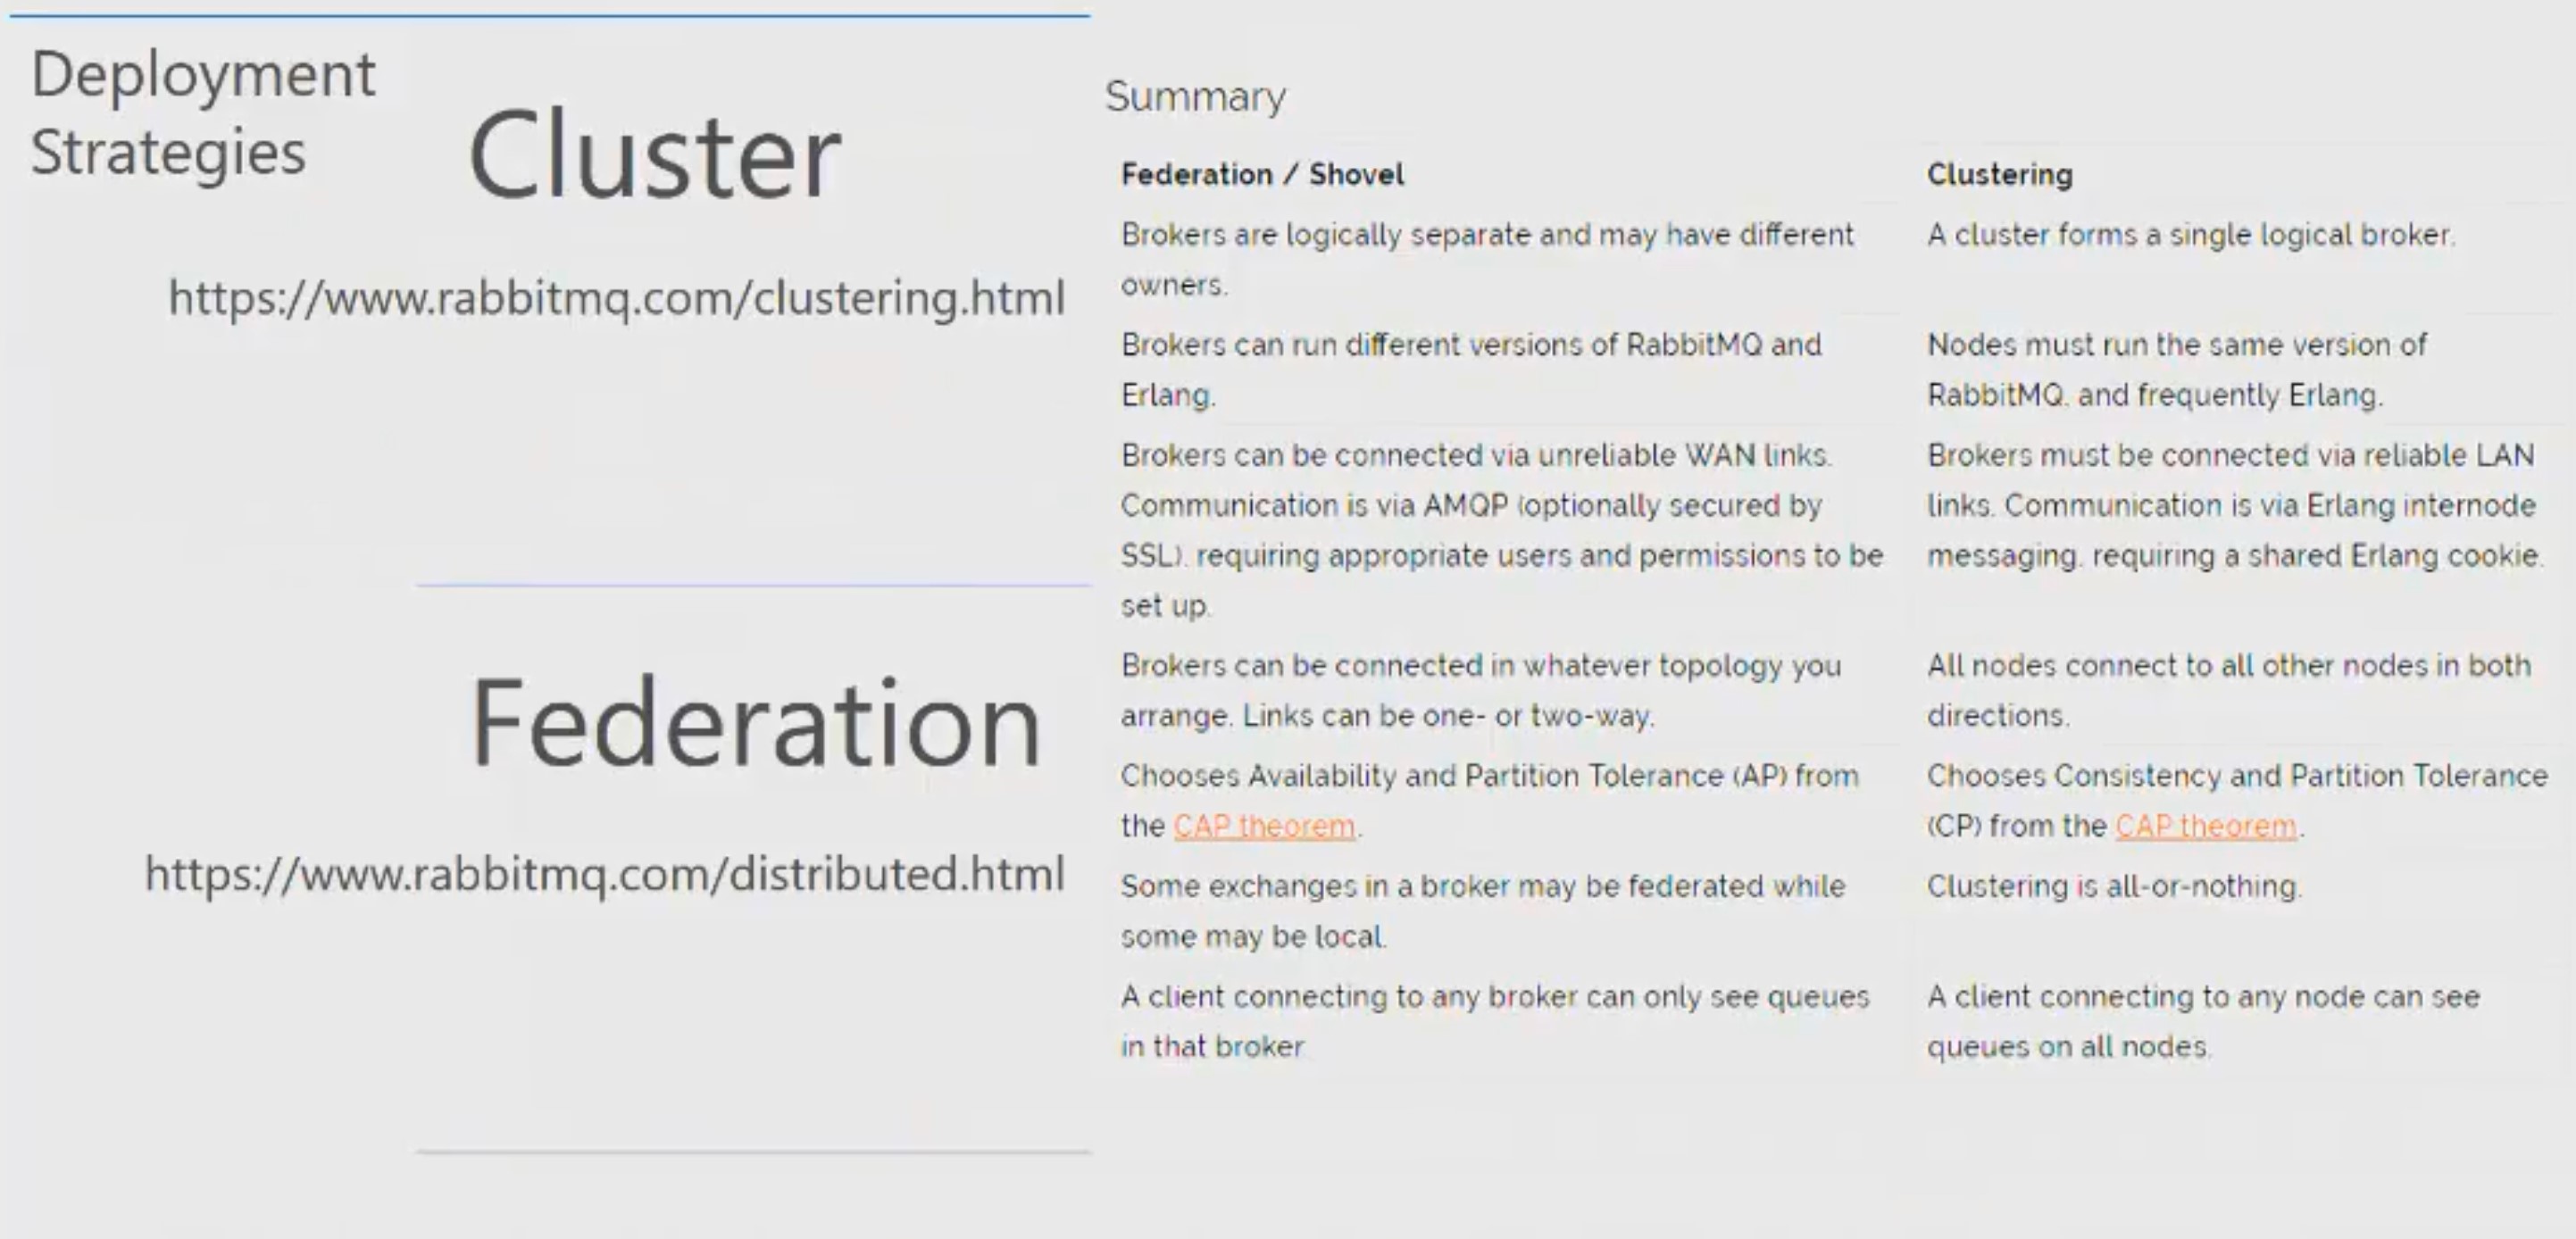 Deployment
Strategies
Cluster
https://www.rabbitmq.com/clustering.html
Federation
https://www.rabbitmq.com/distributed.html
Summary
Federation / Shovel
Clustering
Brokers are logically separate and may have different
owners.
A cluster forms a single logical broker.
Brokers can run different versions of RabbitMQ and
Erlang.
Nodes must run the same version of
RabbitMQ, and frequently Erlang.
Brokers can be connected via unreliable WAN links.
Communication is via AMQP (optionally secured by
SSL), requiring appropriate users and permissions to be
set up.
Brokers must be connected via reliable LAN
links. Communication is via Erlang internode
messaging, requiring a shared Erlang cookie.
Brokers can be connected in whatever topology you
arrange. Links can be one- or two-way.
All nodes connect to all other nodes in both
directions.
Chooses Availability and Partition Tolerance (AP) from
the CAP theorem.
Chooses Consistency and Partition Tolerance
(CP) from the CAP theorem.
Some exchanges in a broker may be federated while
some may be local.
Clustering is all-or-nothing.
A client connecting to any broker can only see queues
in that broker
A client connecting to any node can see
queues on all nodes.